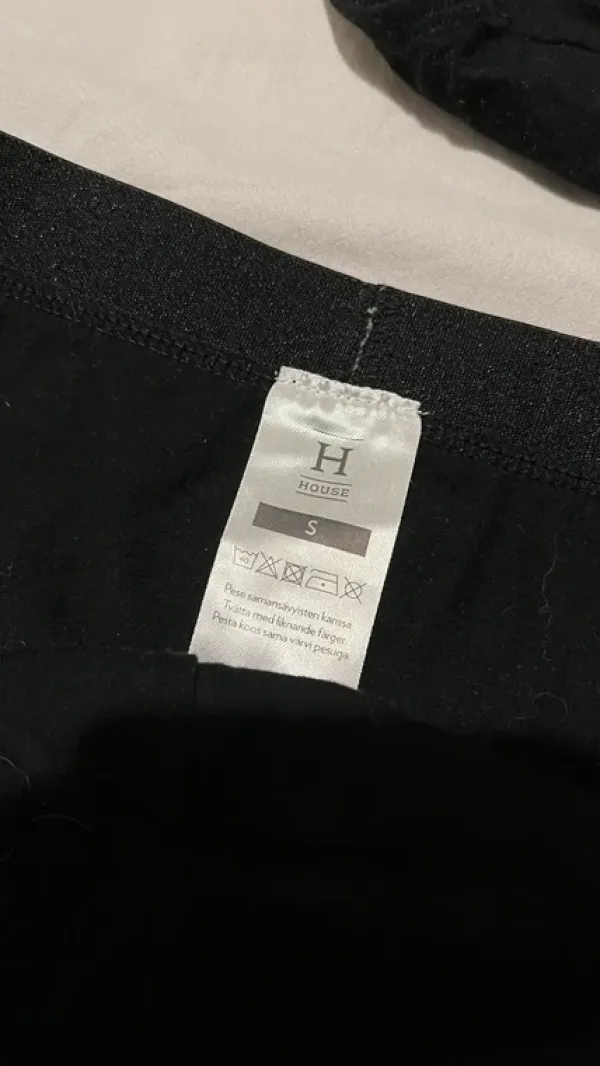 H
HOUSE
S
40
Pese samansävyisten kanssa.
Tvätta med liknande färger.
Pesta koos sama värvi pesuga.